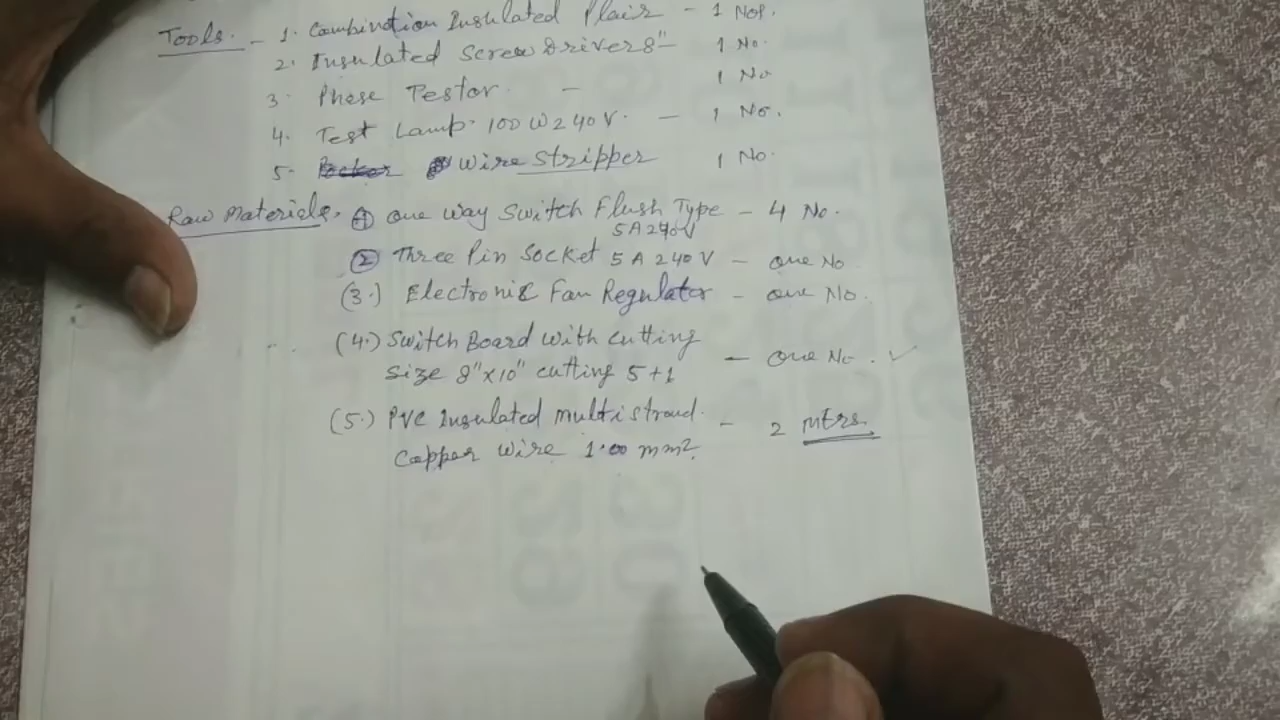 Tools. - 1. Combination Insulated Plair - 1 Nos.
2. Insulated Screw Driver 8" - 1 No.
3. Phase Testor. - 1 No
4. Test Lamp. 100 W 240 V. - 1 No.
5. Wire Stripper 1 No.
Raw Materials. 1 One Way Switch Flush Type - 4 No.
5A 240V
2 Three Pin Socket 5 A 240 V - one No
(3.) Electronic Fan Regulator - one No.
(4.) Switch Board with cutting
size 8"x10" cutting 5+1 - One No. ✓
(5.) PVC Insulated multistrand. - 2 Mtrs.
Copper wire 1.00 mm2.